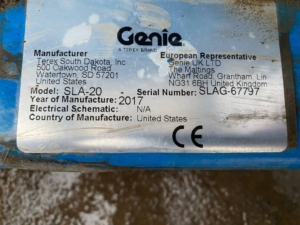 Genie
A TEREX BRAND
Manufacturer
Terex South Dakota, Inc
500 Oakwood Road
Watertown, SD 57201
United States
European Representative
Genie UK LTD
The Maltings
Wharf Road, Grantham, Lin
NG31 6BH United Kingdom
Model: SLA-20 - Serial Number: SLAG-67797
Year of Manufacture: 2017
Electrical Schematic: N/A
Country of Manufacture: United States
CE